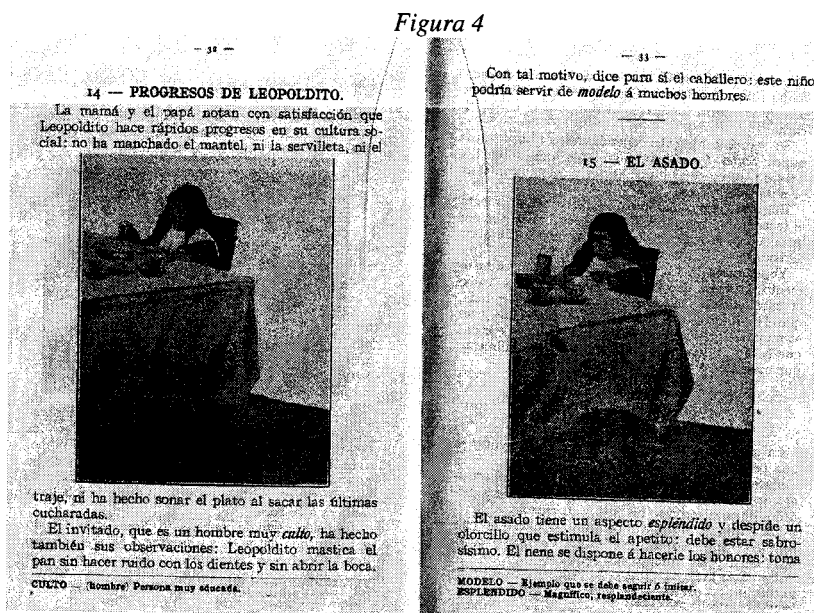 Figura 4
— 32 —
14 — PROGRESOS DE LEOPOLDITO.
La mamá y el papá notan con satisfacción que
Leopoldito hace rápidos progresos en su cultura so-
cial: no ha manchado el mantel, ni la servilleta, ni el
traje, ni ha hecho sonar el plato al sacar las últimas
cucharadas.
El invitado, que es un hombre muy culto, ha hecho
también sus observaciones: Leopoldito mastica el
pan sin hacer ruido con los dientes y sin abrir la boca.
CULTO — (hombre) Persona muy educada.
— 33 —
Con tal motivo, dice para sí el caballero: este niño
podría servir de modelo á muchos hombres.
15 — EL ASADO.
El asado tiene un aspecto esplendido y despide un
olorcillo que estimula el apetito: debe estar sabro-
sísimo. El nene se dispone á hacerle los honores: toma
MODELO — Ejemplo que se debe seguir ó imitar.
ESPLENDIDO — Magnífico, resplandeciente.